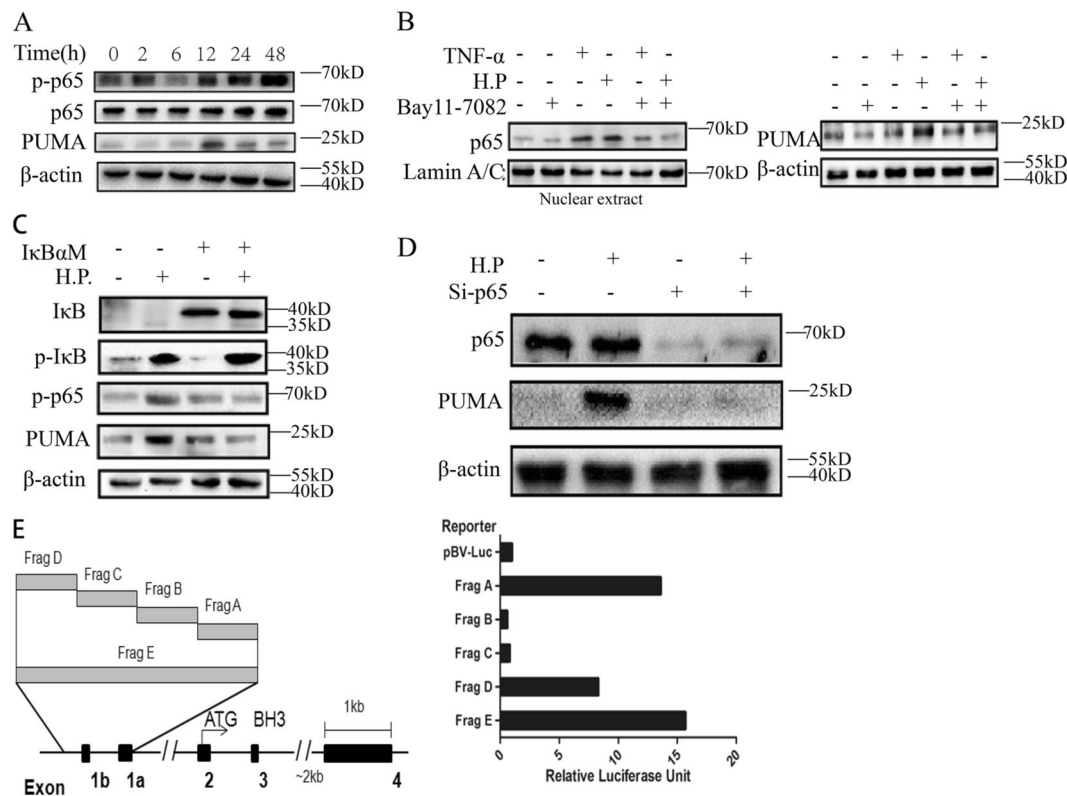 A
Time(h) 0 2 6 12 24 48
p-p65 70kD
p65 70kD
PUMA 25kD
β-actin 55kD
40kD
B
TNF-α - - + - + -
H.P - - - + - +
Bay11-7082 - + - - + +
p65 70kD
Lamin A/C 70kD
Nuclear extract
- - + - + -
- - - + - +
- + - - + +
PUMA 25kD
β-actin 55kD
40kD
C
IκBαM - - + +
H.P. - + - +
IκB 40kD
35kD
p-IκB 40kD
35kD
p-p65 70kD
PUMA 25kD
β-actin 55kD
40kD
D
H.P - + - +
Si-p65 - - + +
p65 70kD
PUMA 25kD
β-actin 55kD
40kD
E
Frag D
Frag C
Frag B
FragA
Frag E
ATG BH3 1kb
// //
Exon 1b 1a 2 3 ~2kb 4
Reporter
pBV-Luc
Frag A
Frag B
Frag C
Frag D
Frag E
0 5 10 15 20
Relative Luciferase Unit